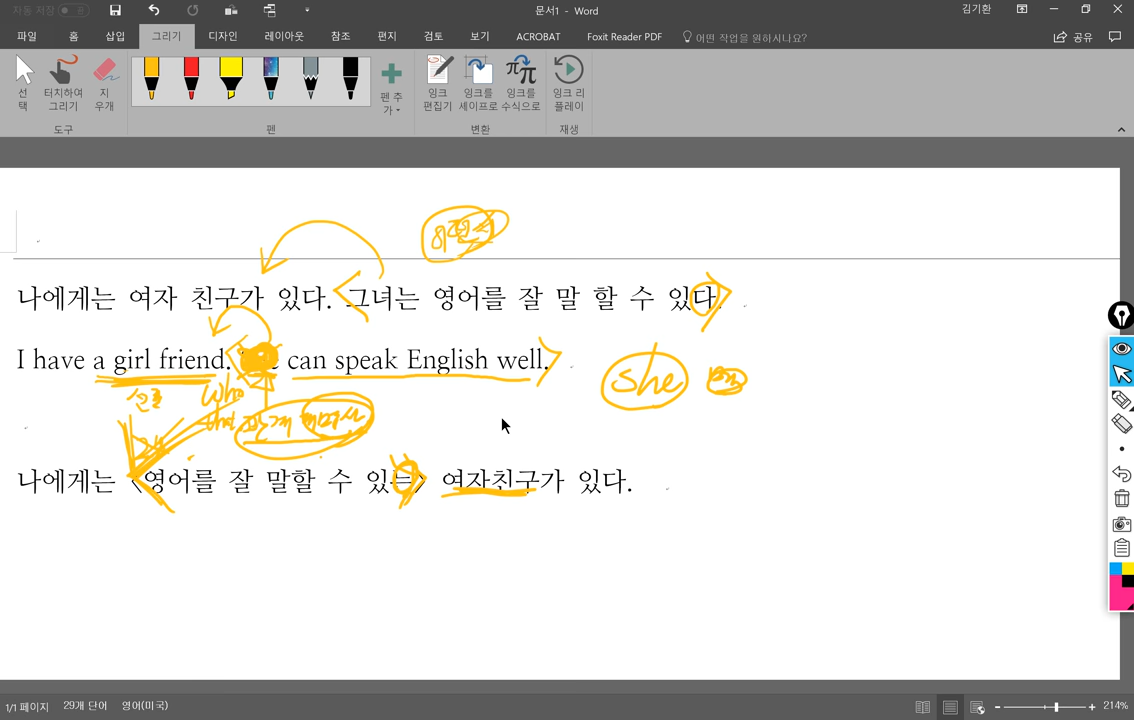 자동 저장
문서1 - Word
김기환
파일 홈 삽입 그리기 디자인 레이아웃 참조 편지 검토 보기 ACROBAT Foxit Reader PDF 어떤 작업을 원하시나요? 공유
선택
터치하여 그리기
지우개
펜 추가
잉크 편집기
잉크를 셰이프로
잉크를 수식으로
잉크 리플레이
도구 펜 변환 재생
나에게는 여자 친구가 있다. 그녀는 영어를 잘 말 할 수 있다.
I have a girl friend. can speak English well.
she
who
that
관계 대명사
나에게는 <영어를 잘 말할 수 있는> 여자친구가 있다.
1/1 페이지 29개 단어 영어(미국) 214%